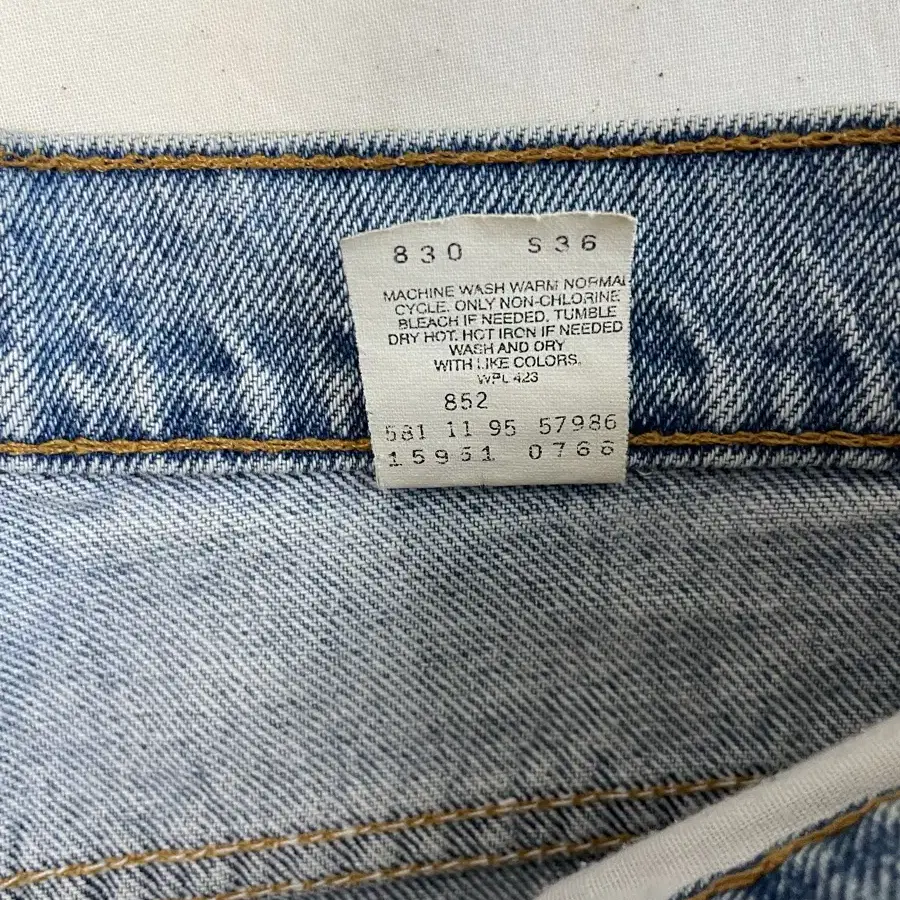 830 S36
MACHINE WASH WARM NORMAL
CYCLE. ONLY NON-CHLORINE
BLEACH IF NEEDED. TUMBLE
DRY HOT. HOT IRON IF NEEDED
WASH AND DRY
WITH LIKE COLORS.
WPL 423
852
581 11 95 57986
15951 0766